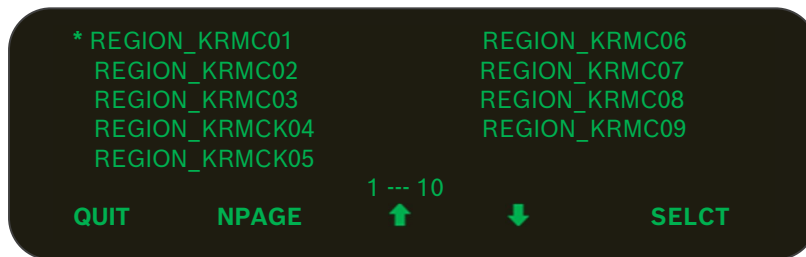 * REGION_KRMC01 REGION_KRMC06
REGION_KRMC02 REGION_KRMC07
REGION_KRMC03 REGION_KRMC08
REGION_KRMCK04 REGION_KRMC09
REGION_KRMCK05
1 --- 10
QUIT NPAGE ⬆ ⬇ SELCT